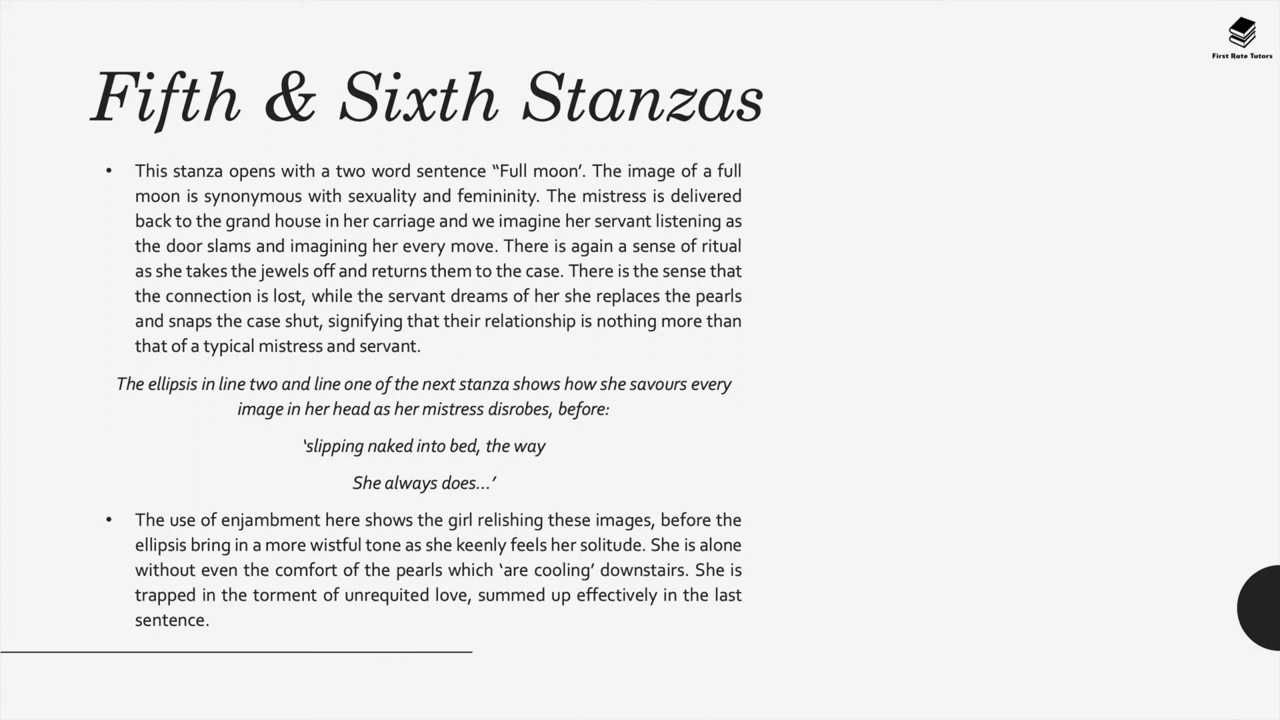 First Rate Tutors
Fifth & Sixth Stanzas
• This stanza opens with a two word sentence “Full moon’. The image of a full
moon is synonymous with sexuality and femininity. The mistress is delivered
back to the grand house in her carriage and we imagine her servant listening as
the door slams and imagining her every move. There is again a sense of ritual
as she takes the jewels off and returns them to the case. There is the sense that
the connection is lost, while the servant dreams of her she replaces the pearls
and snaps the case shut, signifying that their relationship is nothing more than
that of a typical mistress and servant.
The ellipsis in line two and line one of the next stanza shows how she savours every
image in her head as her mistress disrobes, before:
‘slipping naked into bed, the way
She always does...’
• The use of enjambment here shows the girl relishing these images, before the
ellipsis bring in a more wistful tone as she keenly feels her solitude. She is alone
without even the comfort of the pearls which ‘are cooling’ downstairs. She is
trapped in the torment of unrequited love, summed up effectively in the last
sentence.